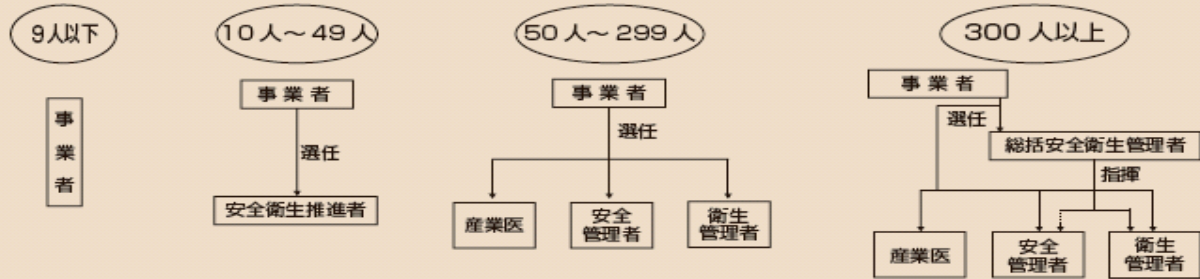 9人以下
事業者
10人～49人
事業者
選任
安全衛生推進者
50人～299人
事業者
選任
産業医
安全
管理者
衛生
管理者
300人以上
事業者
選任
総括安全衛生管理者
指揮
産業医
安全
管理者
衛生
管理者